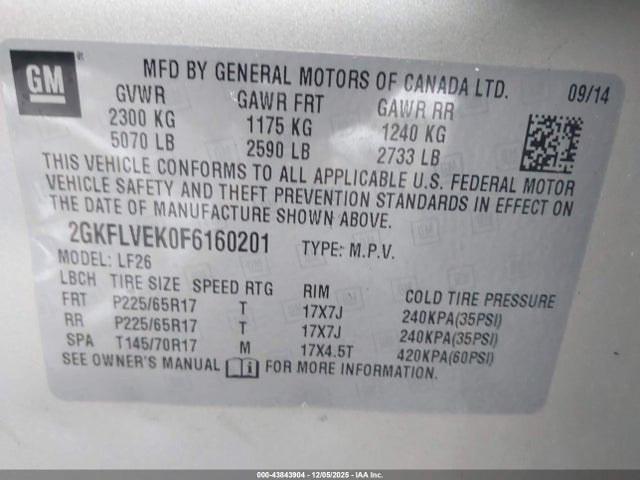 GM
MFD BY GENERAL MOTORS OF CANADA LTD. 09/14
GVWR GAWR FRT GAWR RR
2300 KG 1175 KG 1240 KG
5070 LB 2590 LB 2733 LB
THIS VEHICLE CONFORMS TO ALL APPLICABLE U.S. FEDERAL MOTOR
VEHICLE SAFETY AND THEFT PREVENTION STANDARDS IN EFFECT ON
THE DATE OF MANUFACTURE SHOWN ABOVE.
2GKFLVEK0F6160201 TYPE: M.P.V.
MODEL: LF26
LBCH TIRE SIZE SPEED RTG RIM COLD TIRE PRESSURE
FRT P225/65R17 T 17X7J 240KPA(35PSI)
RR P225/65R17 T 17X7J 240KPA(35PSI)
SPA T145/70R17 M 17X4.5T 420KPA(60PSI)
SEE OWNER'S MANUAL i FOR MORE INFORMATION.
000-43843904 | 12/05/2025 | IAA Inc.